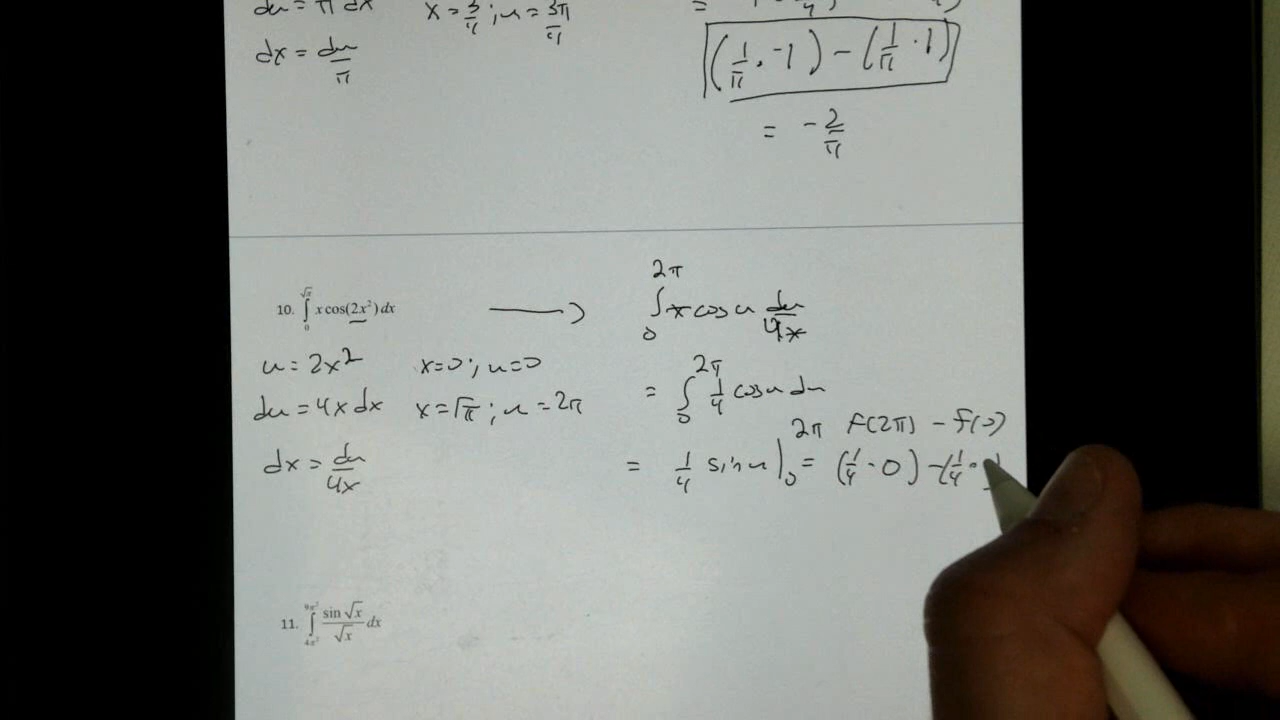 du = π dx
x = 3/4 ; u = 3π/4
dx = du/π
(1/π · -1) - (1/π · 1)
= -2/π
10. ∫₀^√π x cos(2x²) dx
u = 2x²
x=0 ; u=0
du = 4x dx
x = √π ; u = 2π
dx = du/4x
∫₀^2π x cos u du/4x
= ∫₀^2π 1/4 cos u du
F(2π) - F(0)
= 1/4 sin u |₀^2π = (1/4 · 0) - (1/4 ·
11. ∫_4π²^9π² sin √x / √x dx